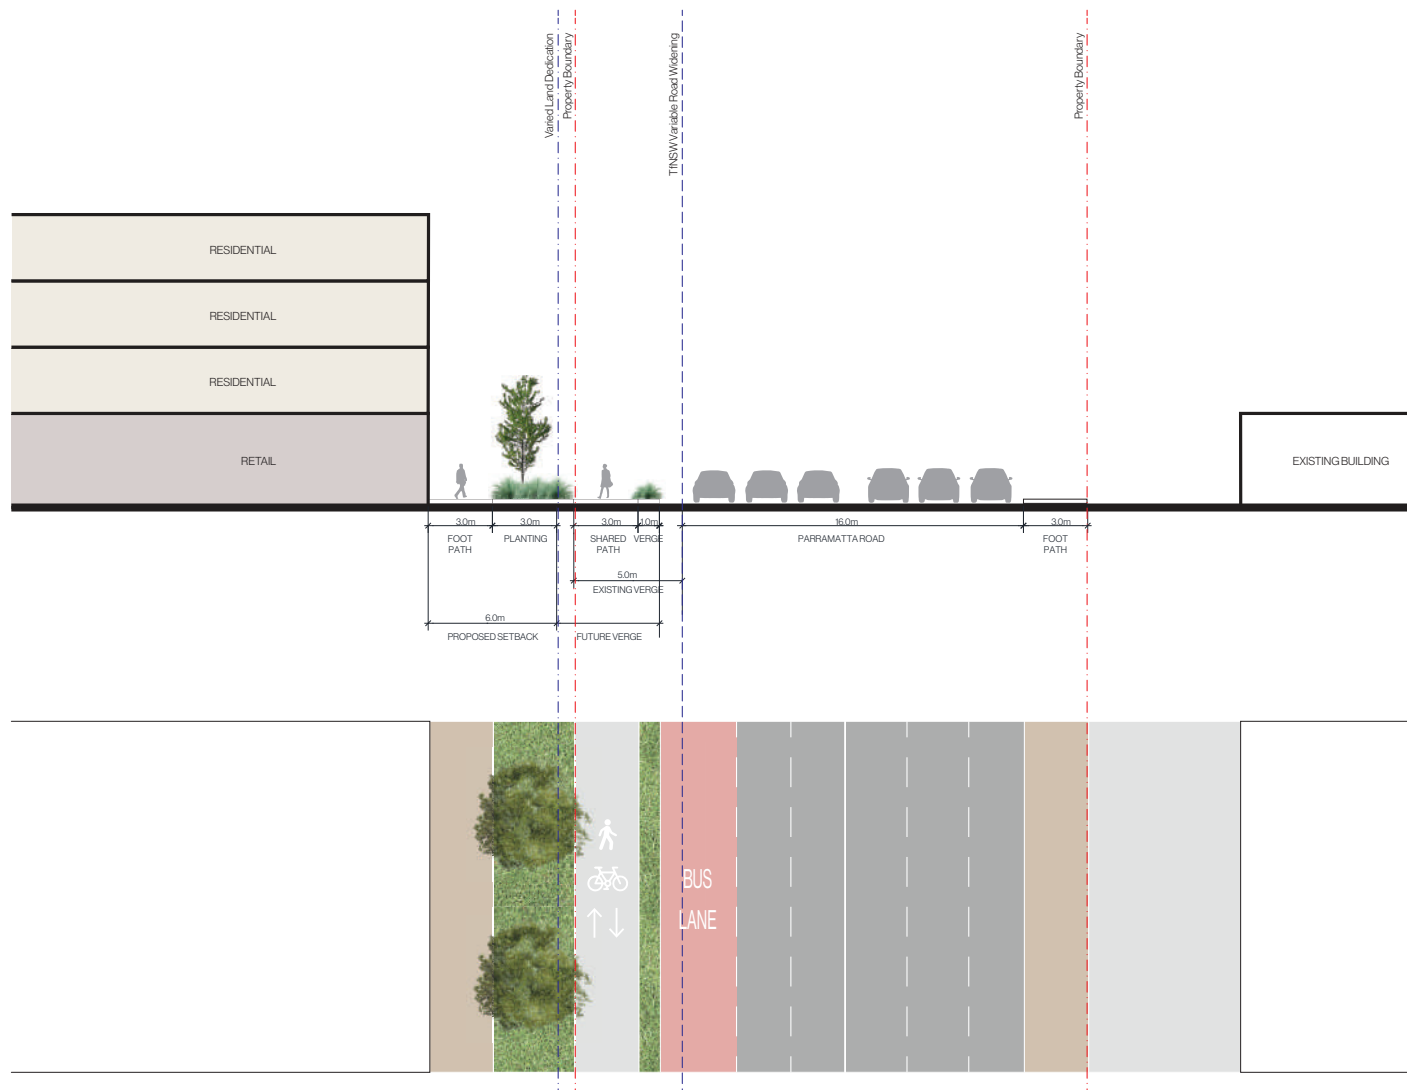 Varied Land Dedication
Property Boundary
TfNSW Variable Road Widening
Property Boundary
RESIDENTIAL
RESIDENTIAL
RESIDENTIAL
RETAIL
EXISTING BUILDING
3.0m
3.0m
3.0m
1.0m
16.0m
3.0m
FOOT
PATH
PLANTING
SHARED
PATH
VERGE
PARRAMATTA ROAD
FOOT
PATH
5.0m
EXISTING VERGE
6.0m
PROPOSED SETBACK
FUTURE VERGE
BUS
LANE